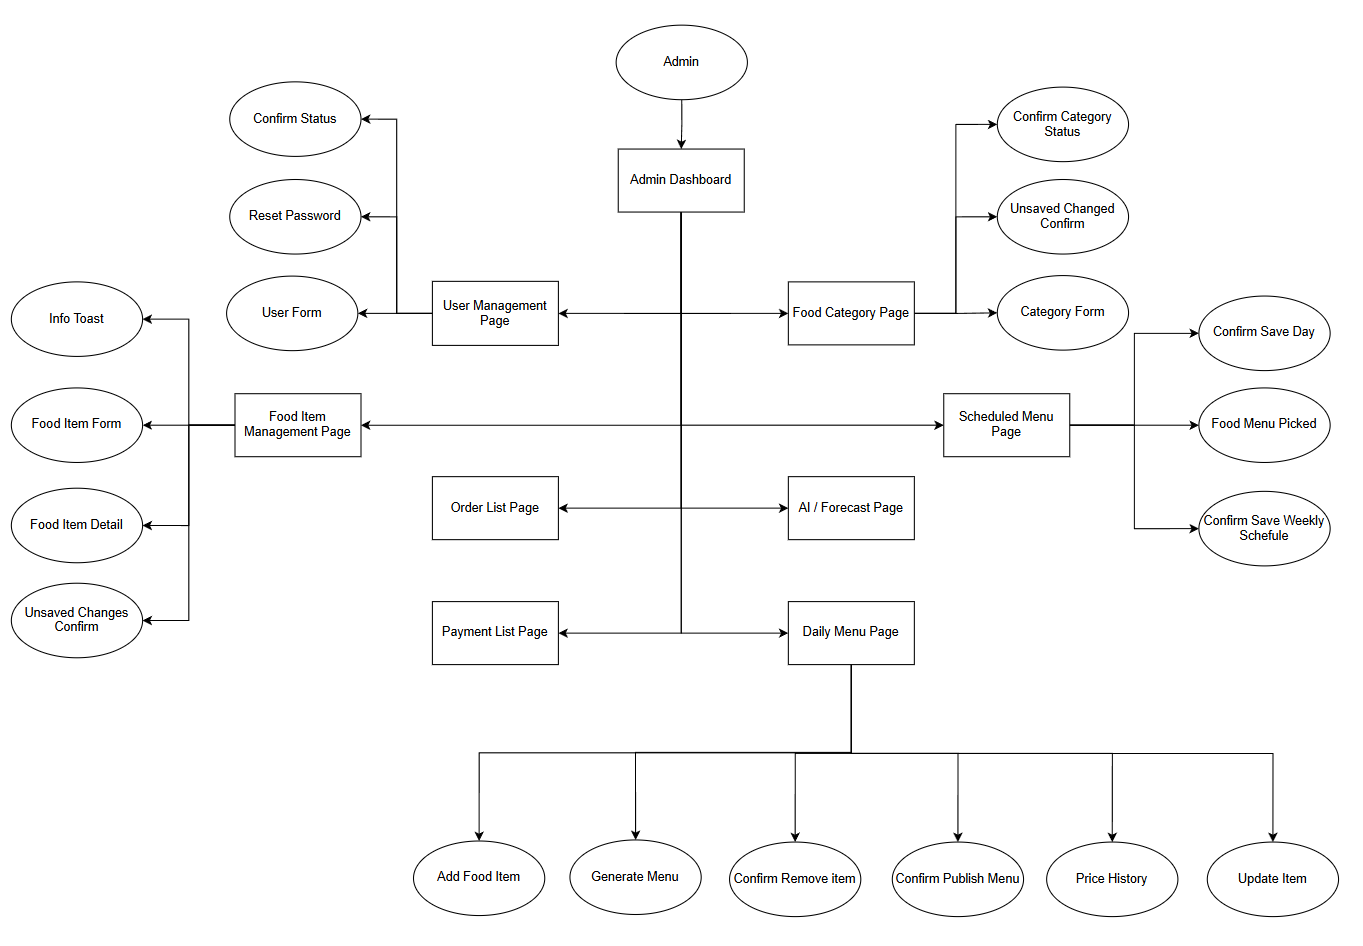 Admin
Confirm Status
Confirm Category
Status
Admin Dashboard
Reset Password
Unsaved Changed
Confirm
User Form
User Management
Page
Food Category Page
Category Form
Info Toast
Confirm Save Day
Food Item Form
Food Item
Management Page
Scheduled Menu
Page
Food Menu Picked
Order List Page
AI / Forecast Page
Food Item Detail
Confirm Save Weekly
Schefule
Unsaved Changes
Confirm
Payment List Page
Daily Menu Page
Add Food Item
Generate Menu
Confirm Remove item
Confirm Publish Menu
Price History
Update Item